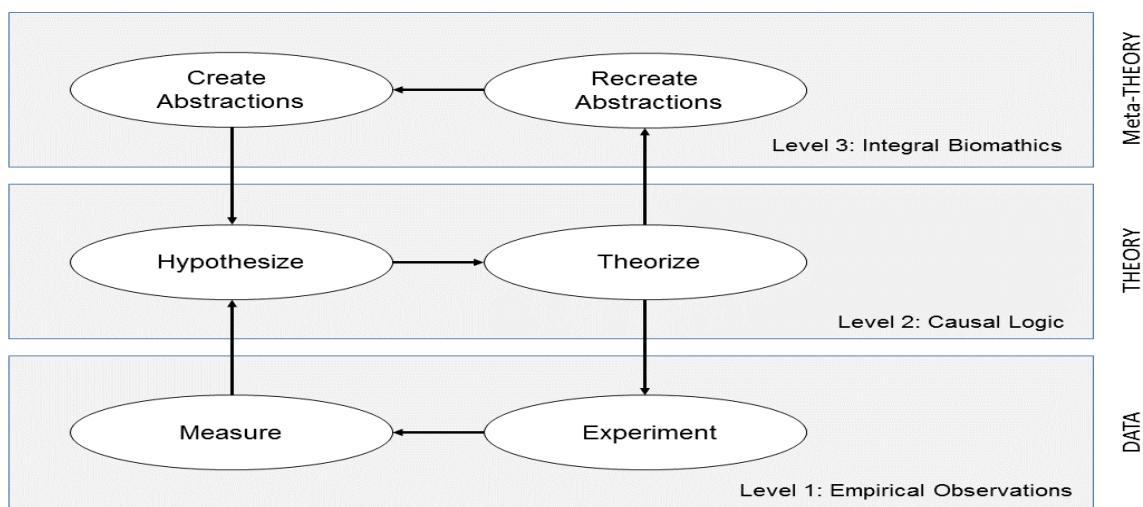 Create
Abstractions
Recreate
Abstractions
Level 3: Integral Biomathics
Meta-THEORY
Hypothesize
Theorize
Level 2: Causal Logic
THEORY
Measure
Experiment
Level 1: Empirical Observations
DATA